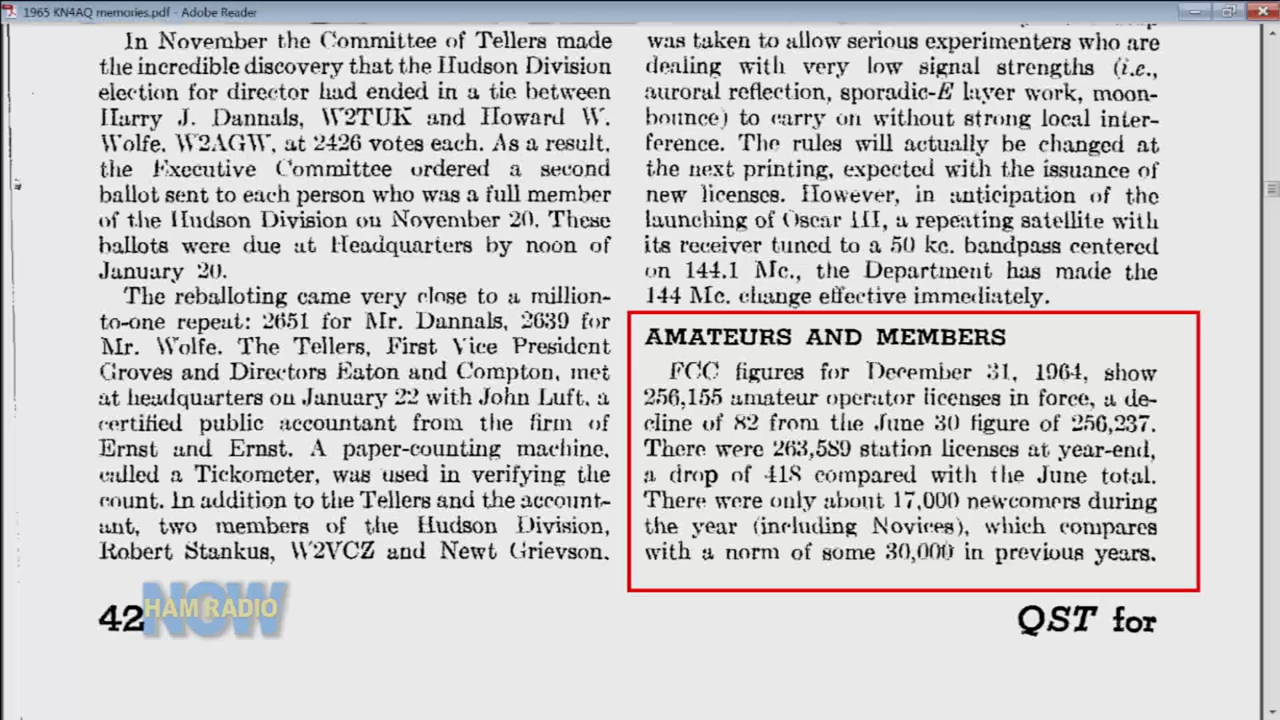 1965 KN4AQ memories.pdf - Adobe Reader
In November the Committee of Tellers made
the incredible discovery that the Hudson Division
election for director had ended in a tie between
Harry J. Dannals, W2TUK and Howard W.
Wolfe, W2AGW, at 2426 votes each. As a result,
the Executive Committee ordered a second
ballot sent to each person who was a full member
of the Hudson Division on November 20. These
ballots were due at Headquarters by noon of
January 20.
The reballoting came very close to a million-
to-one repeat: 2651 for Mr. Dannals, 2639 for
Mr. Wolfe. The Tellers, First Vice President
Groves and Directors Eaton and Compton, met
at headquarters on January 22 with John Luft, a
certified public accountant from the firm of
Ernst and Ernst. A paper-counting machine,
called a Tickometer, was used in verifying the
count. In addition to the Tellers and the account-
ant, two members of the Hudson Division,
Robert Stankus, W2VCZ and Newt Grievson.
was taken to allow serious experimenters who are
dealing with very low signal strengths (i.e.,
auroral reflection, sporadic-E layer work, moon-
bounce) to carry on without strong local inter-
ference. The rules will actually be changed at
the next printing, expected with the issuance of
new licenses. However, in anticipation of the
launching of Oscar III, a repeating satellite with
its receiver tuned to a 50 kc. bandpass centered
on 144.1 Mc., the Department has made the
144 Mc. change effective immediately.
AMATEURS AND MEMBERS
FCC figures for December 31, 1964, show
256,155 amateur operator licenses in force, a de-
cline of 82 from the June 30 figure of 256,237.
There were 263,589 station licenses at year-end,
a drop of 418 compared with the June total.
There were only about 17,000 newcomers during
the year (including Novices), which compares
with a norm of some 30,000 in previous years.
42
HAM RADIO
NOW
QST for